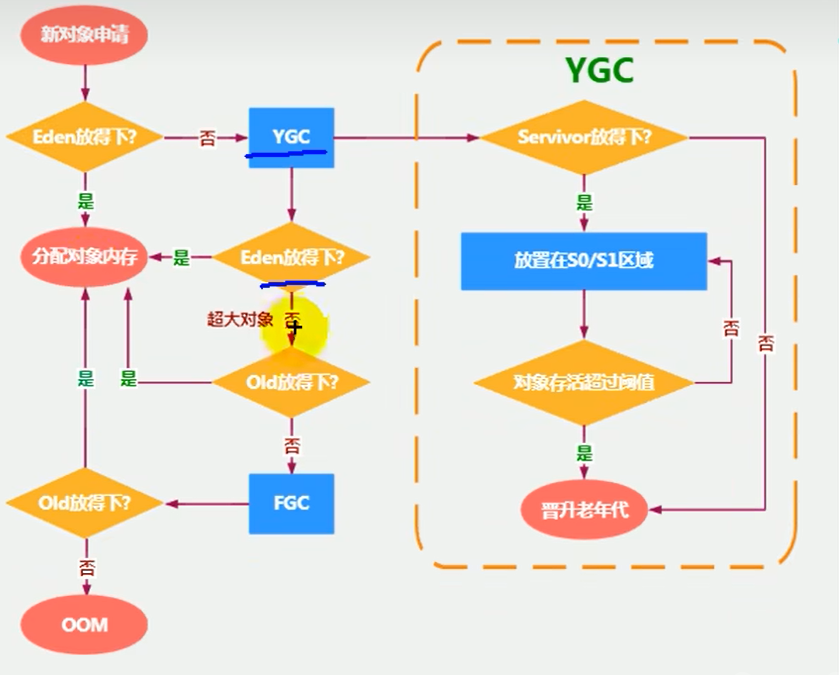 新对象申请
YGC
Eden放得下?
否
YGC
Servivor放得下?
是
是
分配对象内存
是
Eden放得下?
放置在S0/S1区域
超大对象
否
否
否
是
是
Old放得下?
对象存活超过阈值
否
是
Old放得下?
FGC
晋升老年代
否
OOM